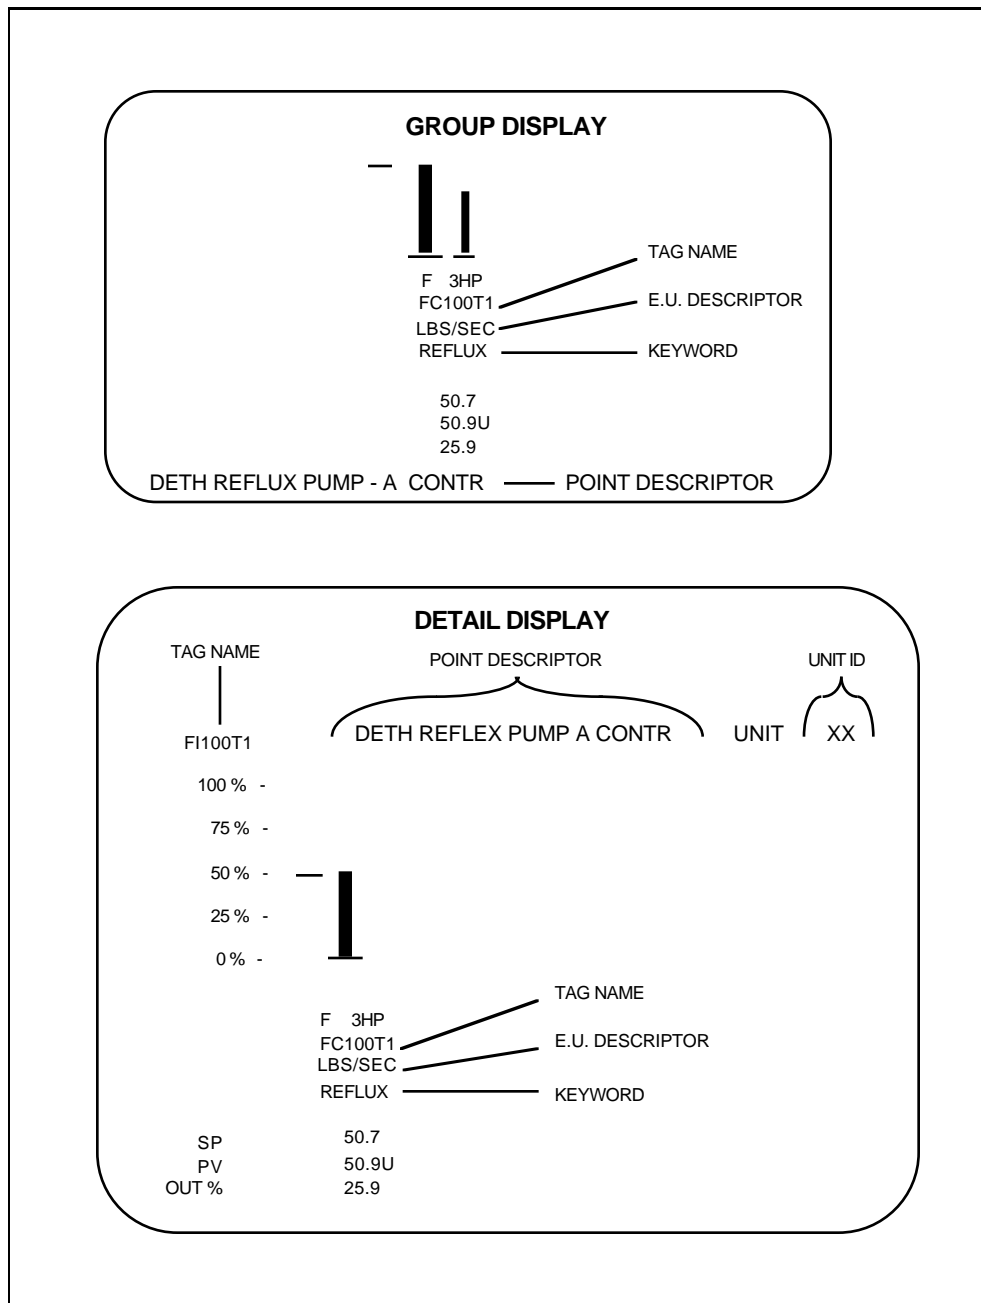 GROUP DISPLAY
F 3HP
FC100T1
LBS/SEC
REFLUX
TAG NAME
E.U. DESCRIPTOR
KEYWORD
50.7
50.9U
25.9
DETH REFLUX PUMP - A CONTR POINT DESCRIPTOR
DETAIL DISPLAY
TAG NAME
POINT DESCRIPTOR
UNIT ID
FI100T1
DETH REFLEX PUMP A CONTR UNIT XX
100 % -
75 % -
50 % -
25 % -
0 % -
F 3HP
FC100T1
LBS/SEC
REFLUX
TAG NAME
E.U. DESCRIPTOR
KEYWORD
SP 50.7
PV 50.9U
OUT % 25.9